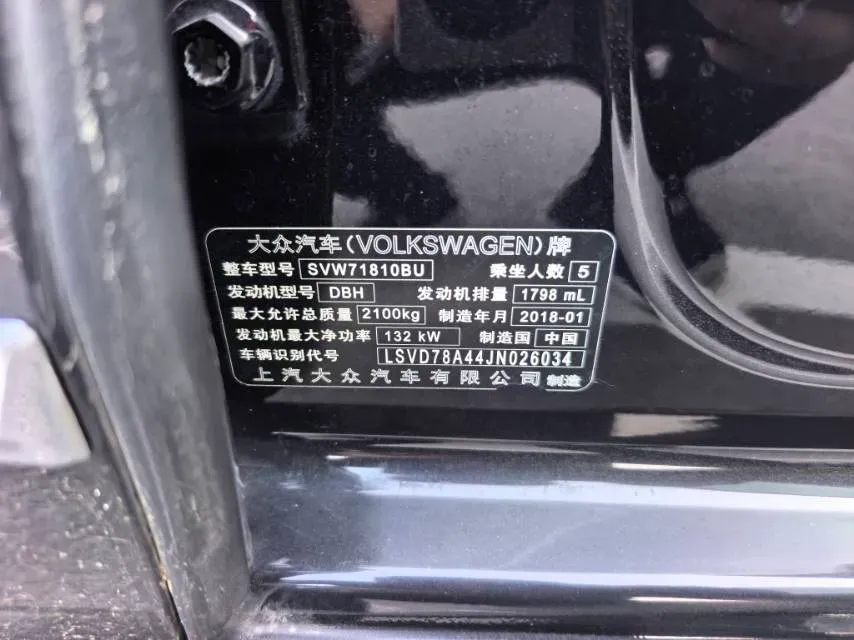 大众汽车(VOLKSWAGEN)牌
整车型号 SVW71810BU 乘坐人数 5
发动机型号 DBH 发动机排量 1798 mL
最大允许总质量 2100kg 制造年月 2018-01
发动机最大净功率 132 kW 制造国 中国
车辆识别代号 LSVD78A44JN026034
上汽大众汽车有限公司 制造